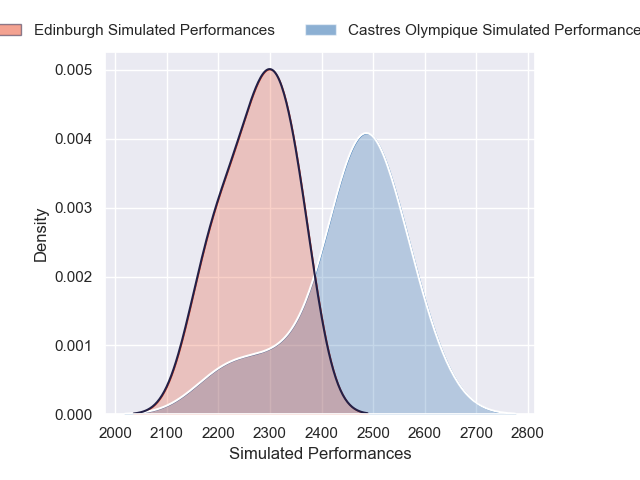 Edinburgh Simulated Performances Castres Olympique Simulated Performance
0.005
0.004
0.003
0.002
0.001
0.000
Density
2000 2100 2200 2300 2400 2500 2600 2700 2800
Simulated Performances